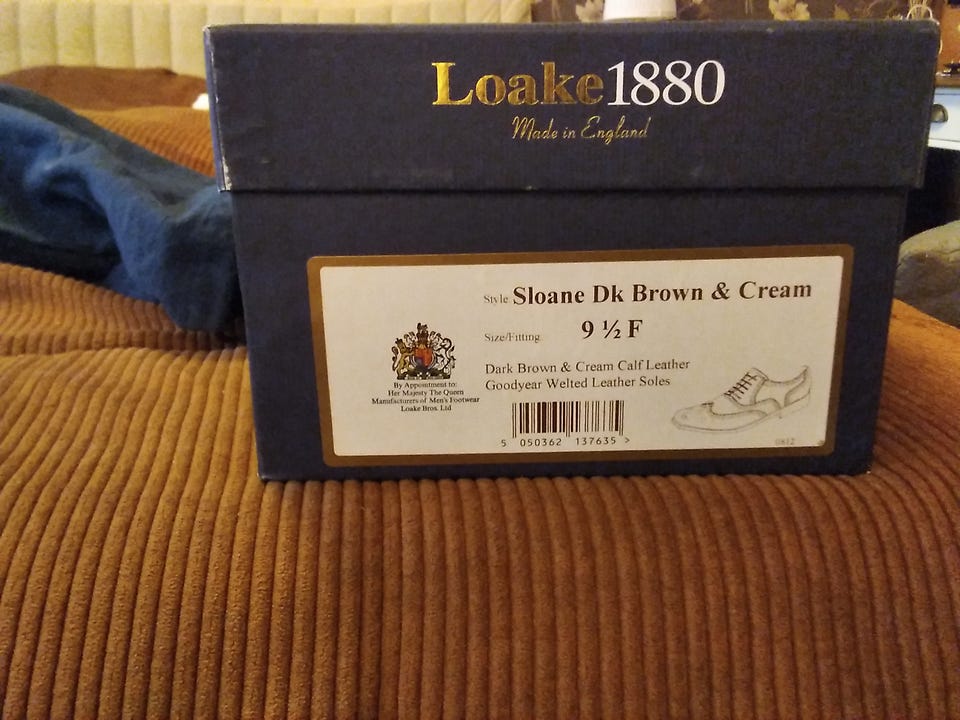 Loake1880
Made in England
Style Sloane Dk Brown & Cream
Size/Fitting 9 ½ F
By Appointment to:
Her Majesty The Queen
Manufacturers of Men's Footwear
Loake Bros. Ltd
Dark Brown & Cream Calf Leather
Goodyear Welted Leather Soles
5 050362 137635 >
0812